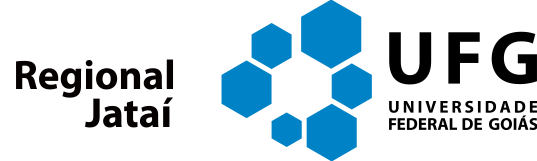 Regional
Jataí
UFG
UNIVERSIDADE
FEDERAL DE GOIÁS